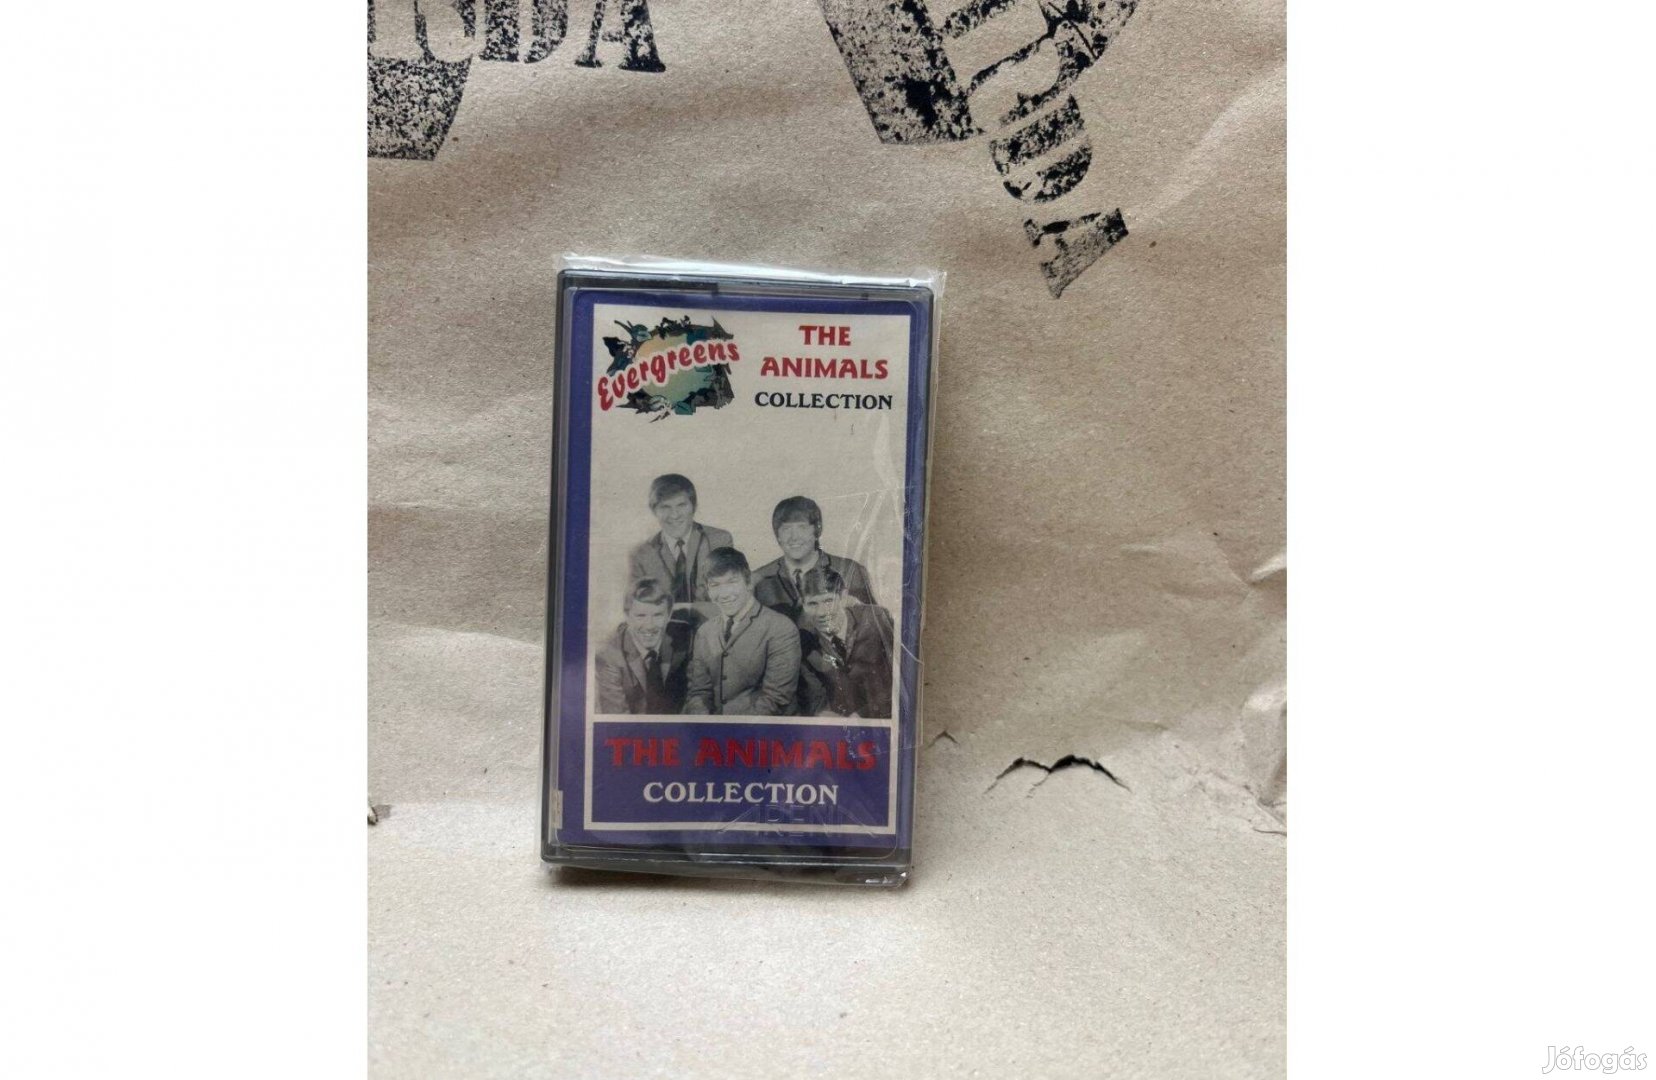 Evergreens
THE
ANIMALS
COLLECTION
THE ANIMALS
COLLECTION
Jófogás